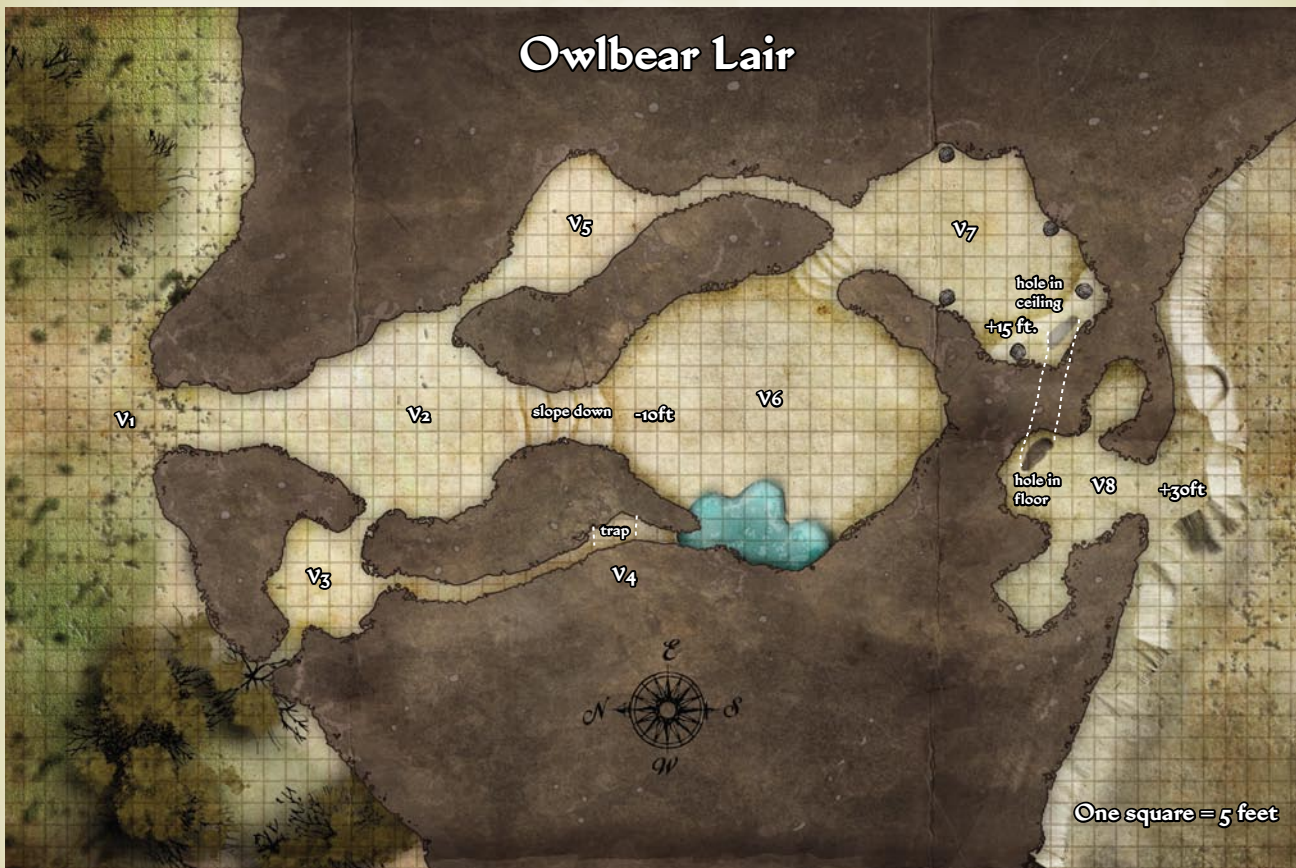 Owlbear Lair
V5
V7
hole in
ceiling
+15 ft.
V1
V2
slope down
-10ft
V6
hole in
floor
V8
+30ft
trap
V3
V4
E
N
S
W
One square = 5 feet